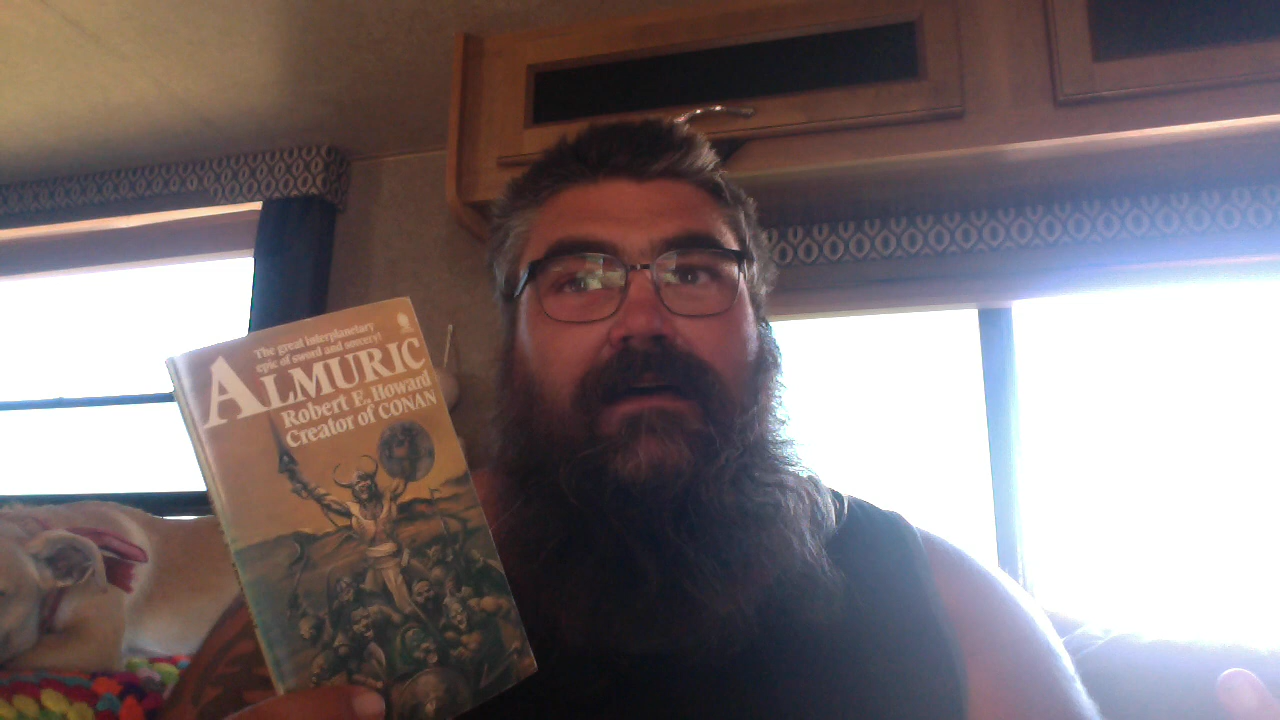 The great interplanetary
epic of sword and sorcery!
ALMURIC
Robert E. Howard
Creator of CONAN